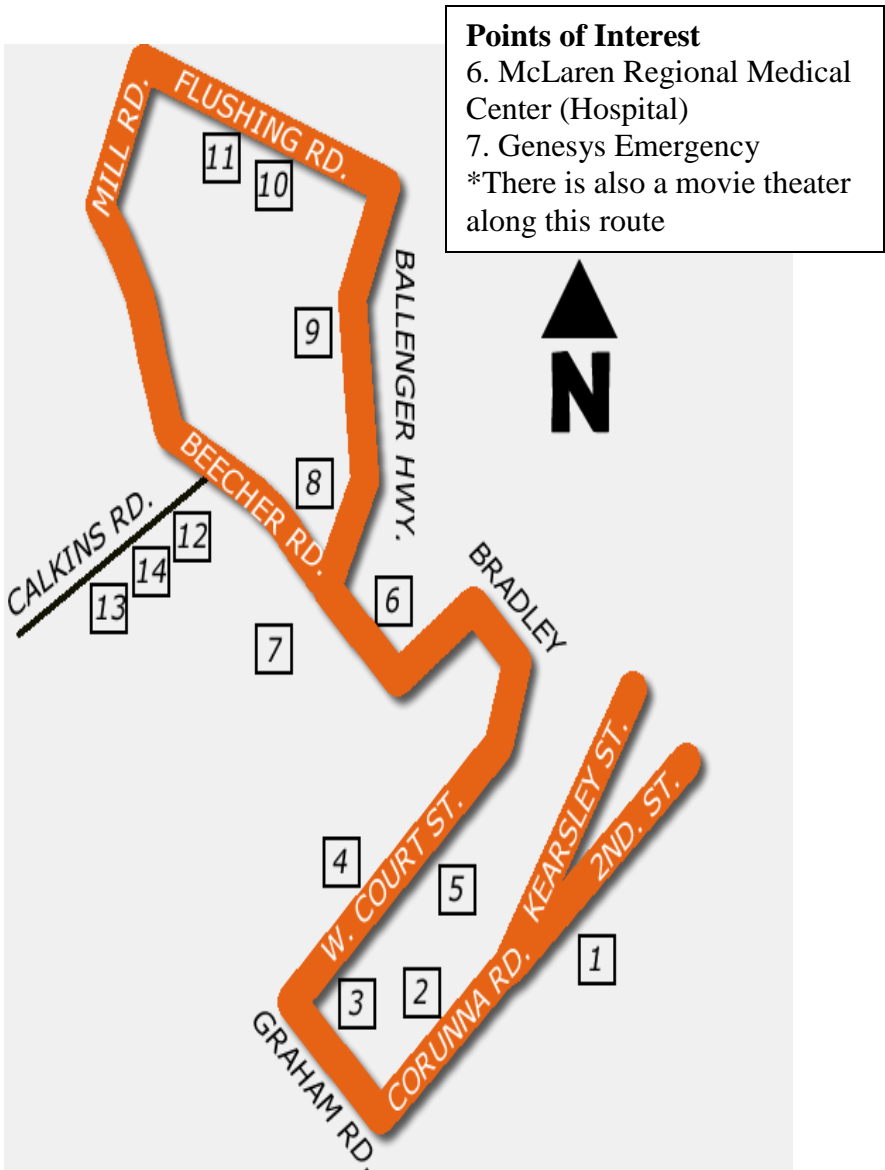 Points of Interest
6. McLaren Regional Medical
Center (Hospital)
7. Genesys Emergency
*There is also a movie theater
along this route
FLUSHING RD.
MILL RD.
11
10
BALLENGER HWY.
9
N
BEECHER RD.
8
CALKINS RD.
12
14
13
BRADLEY
6
7
KEARSLEY ST.
2ND. ST.
W. COURT ST.
4
5
1
CORUNNA RD.
3
2
GRAHAM RD.